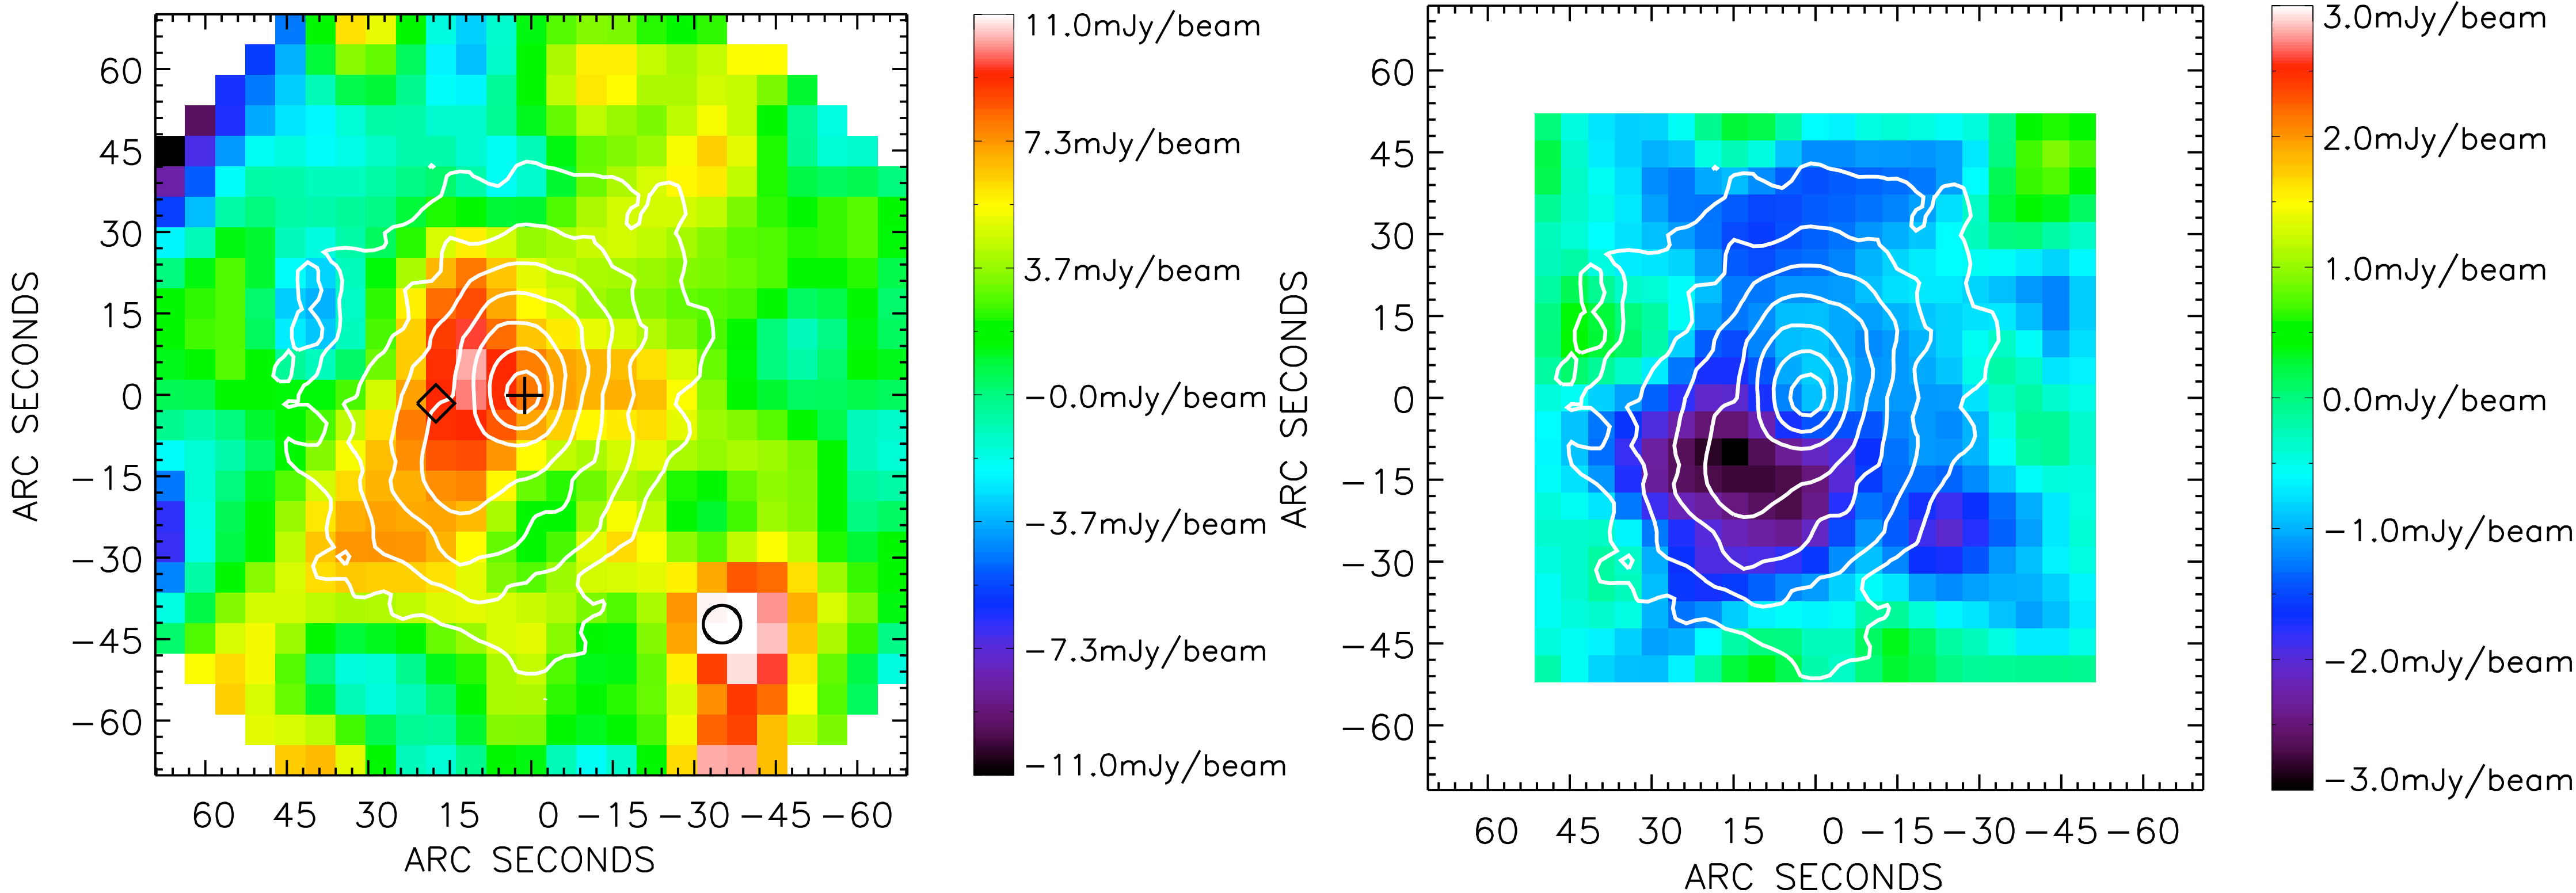 60
45
30
15
0
−15
−30
−45
−60
ARC SECONDS
60 45 30 15 0 −15 −30 −45 −60
ARC SECONDS
11.0mJy/beam
7.3mJy/beam
3.7mJy/beam
−0.0mJy/beam
−3.7mJy/beam
−7.3mJy/beam
−11.0mJy/beam
60
45
30
15
0
−15
−30
−45
−60
ARC SECONDS
60 45 30 15 0 −15 −30 −45 −60
ARC SECONDS
3.0mJy/beam
2.0mJy/beam
1.0mJy/beam
0.0mJy/beam
−1.0mJy/beam
−2.0mJy/beam
−3.0mJy/beam